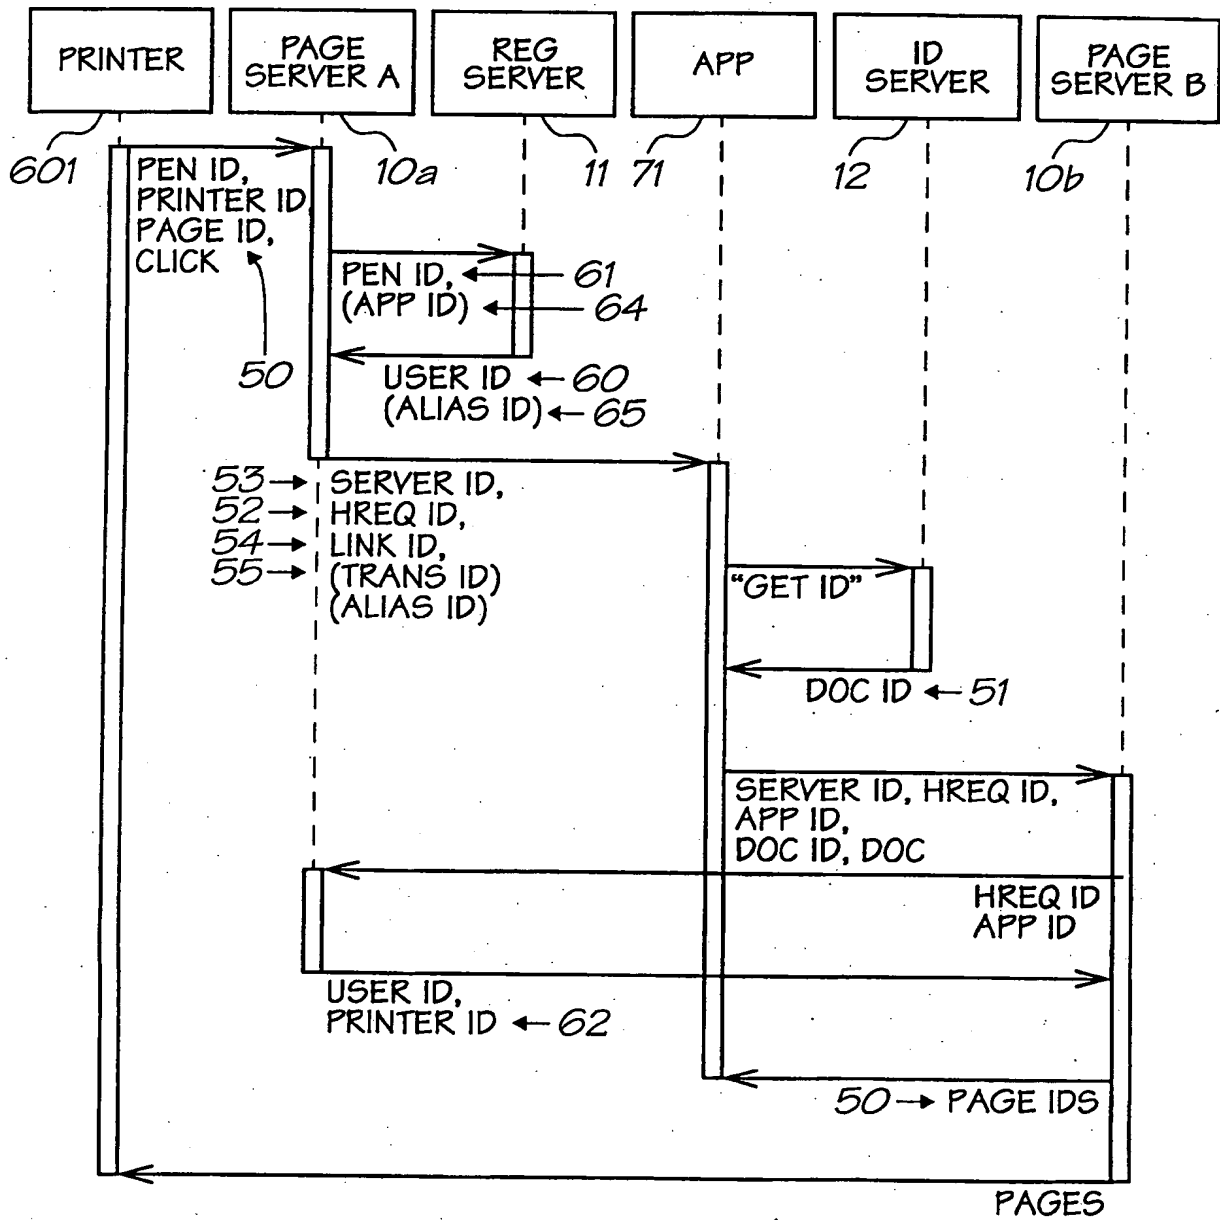 PRINTER
PAGE
SERVER A
REG
SERVER
APP
ID
SERVER
PAGE
SERVER B
601
10a
11
71
12
10b
PEN ID,
PRINTER ID,
PAGE ID,
CLICK
50
PEN ID, 61
(APP ID) 64
USER ID 60
(ALIAS ID) 65
53 SERVER ID,
52 HREQ ID,
54 LINK ID,
55 (TRANS ID)
(ALIAS ID)
"GET ID"
DOC ID 51
SERVER ID, HREQ ID,
APP ID,
DOC ID, DOC
HREQ ID
APP ID
USER ID,
PRINTER ID 62
50 PAGE IDS
PAGES